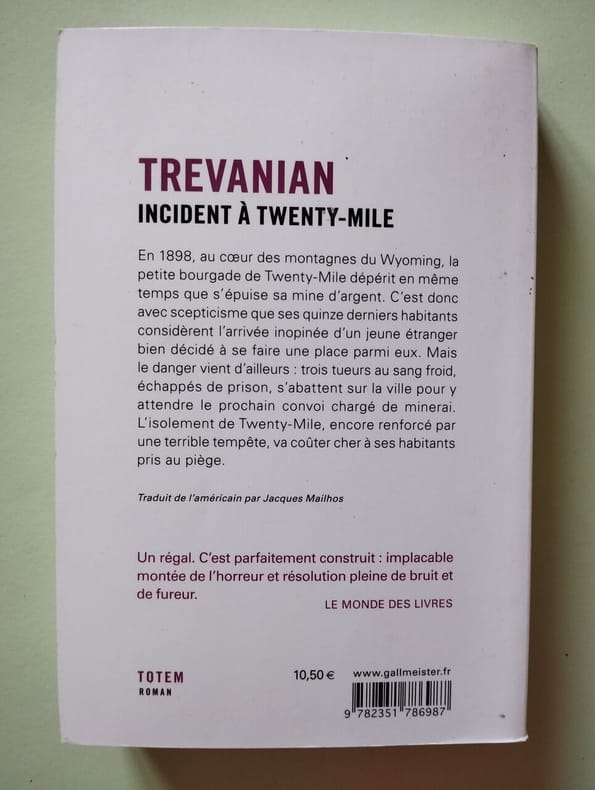 TREVANIAN
INCIDENT À TWENTY-MILE
En 1898, au cœur des montagnes du Wyoming, la
petite bourgade de Twenty-Mile dépérit en même
temps que s’épuise sa mine d’argent. C’est donc
avec scepticisme que ses quinze derniers habitants
considèrent l’arrivée inopinée d’un jeune étranger
bien décidé à se faire une place parmi eux. Mais
le danger vient d’ailleurs : trois tueurs au sang froid,
échappés de prison, s’abattent sur la ville pour y
attendre le prochain convoi chargé de minerai.
L’isolement de Twenty-Mile, encore renforcé par
une terrible tempête, va coûter cher à ses habitants
pris au piège.
Traduit de l’américain par Jacques Mailhos
Un régal. C’est parfaitement construit : implacable
montée de l’horreur et résolution pleine de bruit et
de fureur.
LE MONDE DES LIVRES
TOTEM
ROMAN
10,50 €
www.gallmeister.fr
9 782351 786987